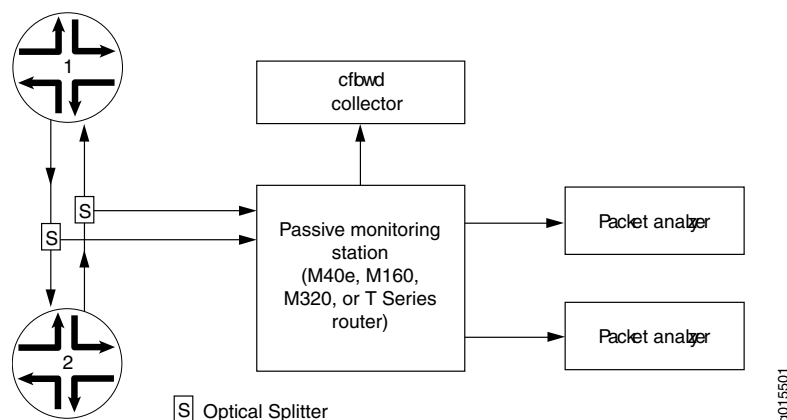 1
cfbwd
collector
S
S
Passive monitoring
station
(M40e, M160,
M320, or T Series
router)
Packet analyzer
Packet analyzer
2
S Optical Splitter
g015501